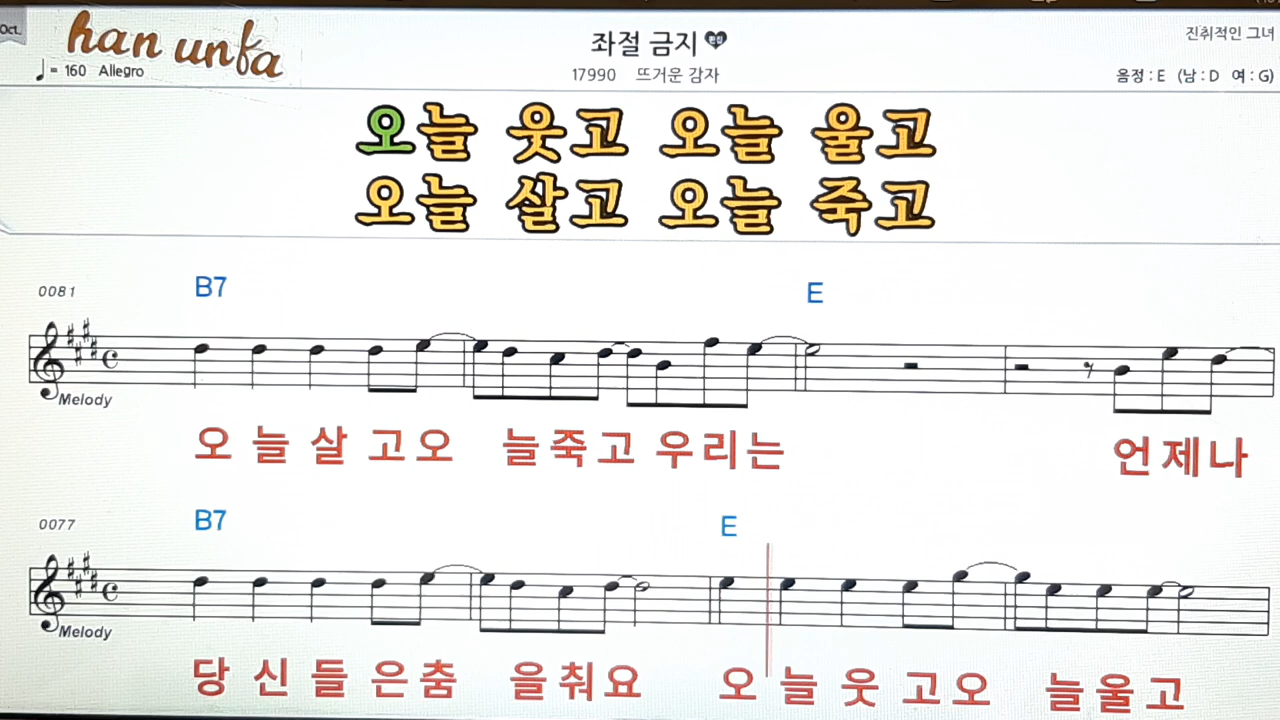 Oct.
han unfa
좌절 금지
진취적인 그녀
♩= 160 Allegro
17990 뜨거운 감자
음정 : E (남 : D 여 : G)
오늘 웃고 오늘 울고
오늘 살고 오늘 죽고
0081
B7 E
C
Melody
오 늘 살 고오 늘죽고 우리는 언제나
0077
B7 E
C
Melody
당 신 들 은춤 을춰요 오 늘 웃 고오 늘울고